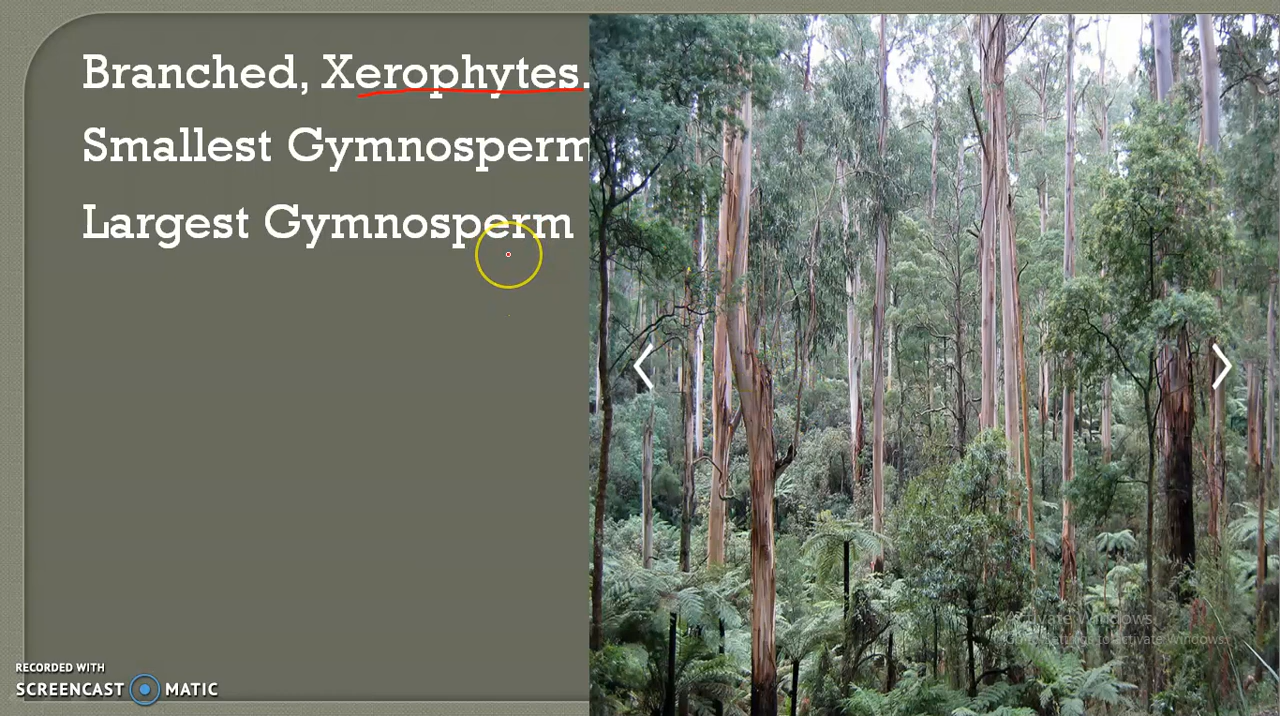 Branched, Xerophytes.
Smallest Gymnosperm
Largest Gymnosperm
RECORDED WITH
SCREENCAST MATIC